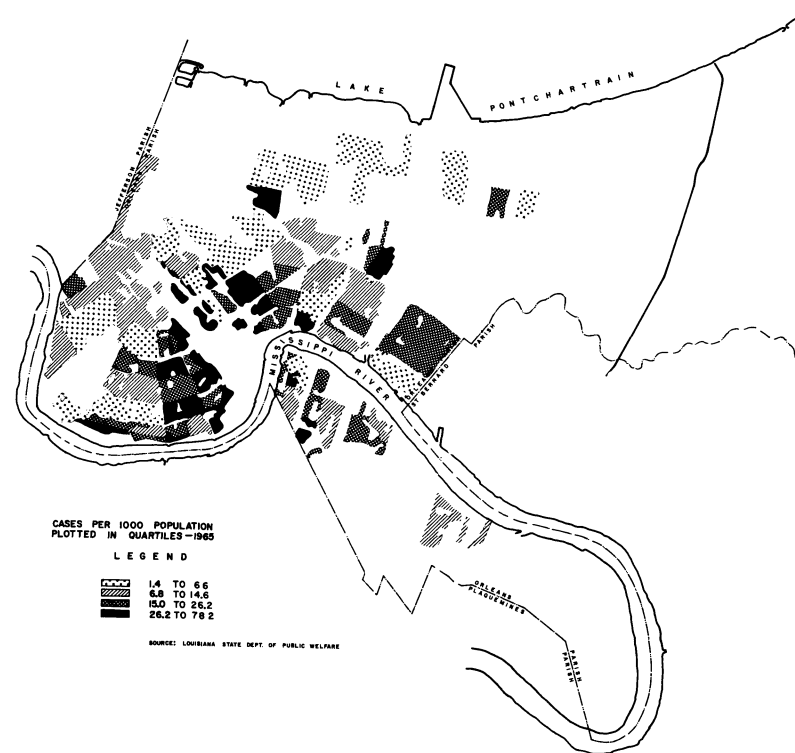 LAKE PONTCHARTRAIN
JEFFERSON PARISH
PARISH
MISSISSIPPI RIVER
PARISH
ST BERNARD
CASES PER 1000 POPULATION
PLOTTED IN QUARTILES—1965
LEGEND
1.4 TO 6.6
6.8 TO 14.6
15.0 TO 26.2
26.2 TO 78.2
SOURCE: LOUISIANA STATE DEPT. OF PUBLIC WELFARE
ORLEANS
PLAQUEMINES
PARISH
PARISH